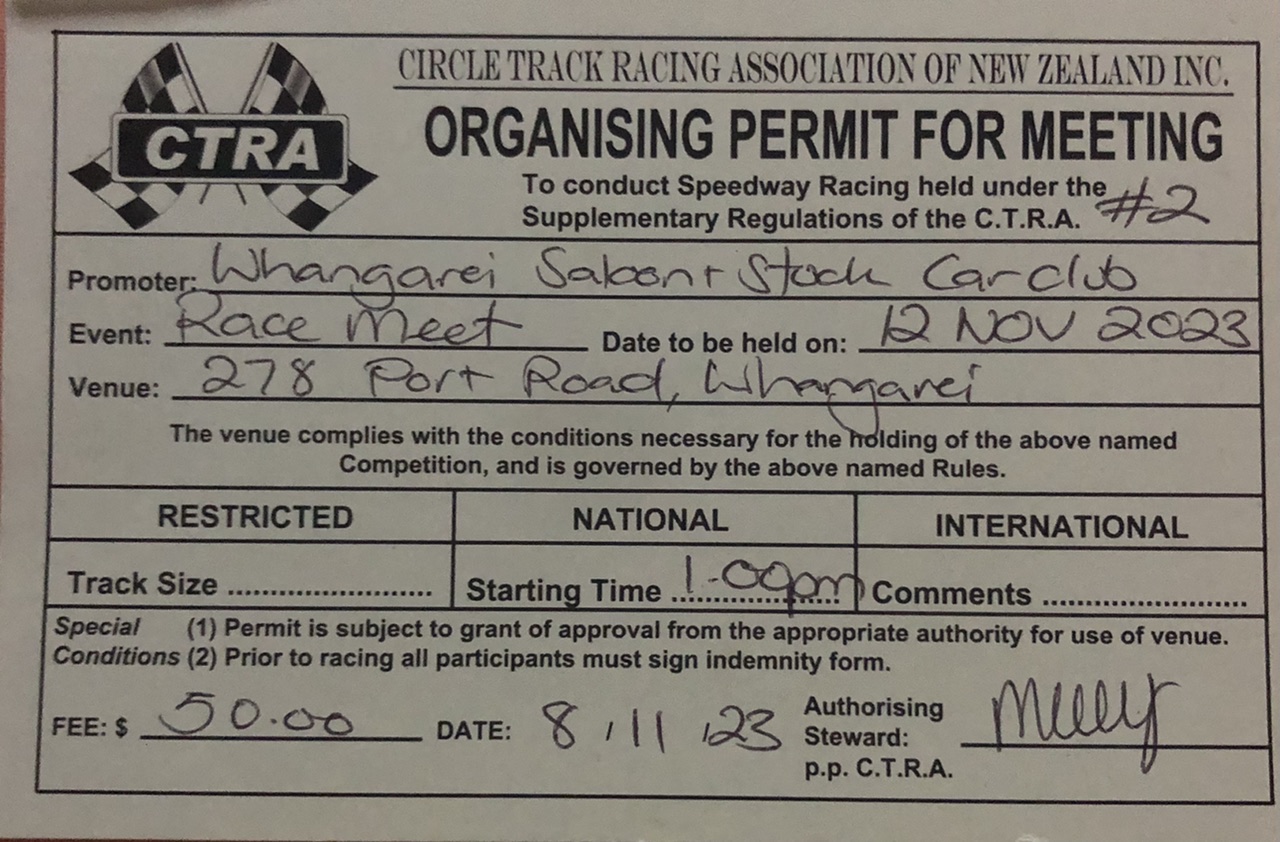 CTRA
CIRCLE TRACK RACING ASSOCIATION OF NEW ZEALAND INC.
ORGANISING PERMIT FOR MEETING
To conduct Speedway Racing held under the
Supplementary Regulations of the C.T.R.A. #2
Promoter: Whangarei Saloon + Stock Car club
Event: Race Meet Date to be held on: 12 NOV 2023
Venue: 278 Port Road, Whangarei
The venue complies with the conditions necessary for the holding of the above named
Competition, and is governed by the above named Rules.
RESTRICTED NATIONAL INTERNATIONAL
Track Size ........................ Starting Time 1.00pm Comments ........................
Special (1) Permit is subject to grant of approval from the appropriate authority for use of venue.
Conditions (2) Prior to racing all participants must sign indemnity form.
FEE: $ 50.00 DATE: 8/11/23 Authorising
Steward:
p.p. C.T.R.A.